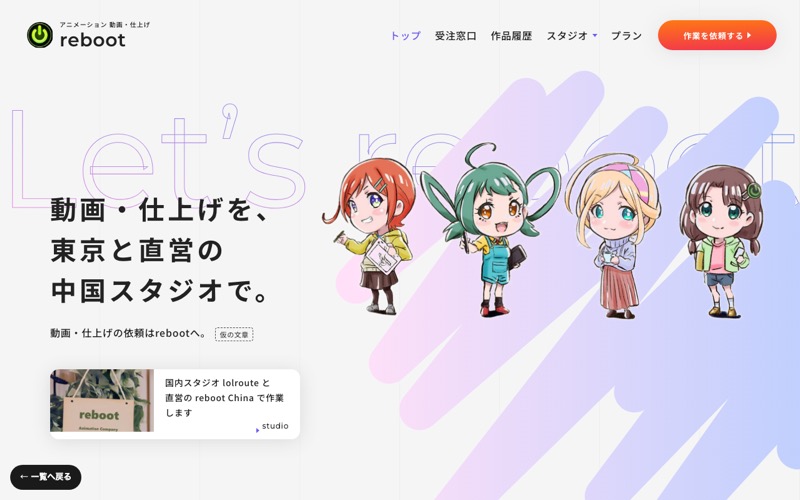 アニメーション 動画・仕上げ
reboot
トップ 受注窓口 作品履歴 スタジオ プラン 作業を依頼する
Let's reboot
動画・仕上げを、
東京と直営の
中国スタジオで。
動画・仕上げの依頼はrebootへ。 仮の文章
reboot
Animation Company
国内スタジオ lolroute と
直営の reboot China で作業
します
studio
← 一覧へ戻る